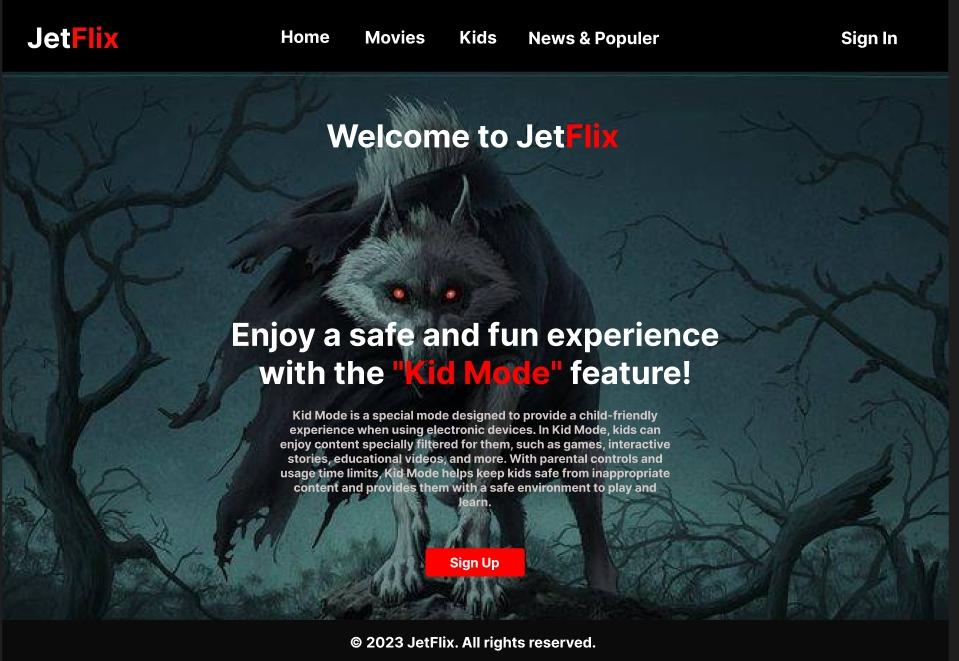 JetFlix
Home Movies Kids News & Populer
Sign In
Welcome to JetFlix
Enjoy a safe and fun experience
with the "Kid Mode" feature!
Kid Mode is a special mode designed to provide a child-friendly
experience when using electronic devices. In Kid Mode, kids can
enjoy content specially filtered for them, such as games, interactive
stories, educational videos, and more. With parental controls and
usage time limits, Kid Mode helps keep kids safe from inappropriate
content and provides them with a safe environment to play and
learn.
Sign Up
© 2023 JetFlix. All rights reserved.